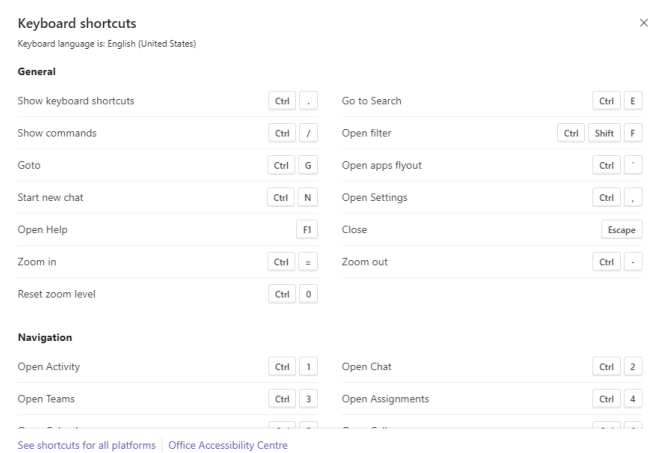 Keyboard shortcuts
Keyboard language is: English (United States)
General
Show keyboard shortcuts Ctrl . Go to Search Ctrl E
Show commands Ctrl / Open filter Ctrl Shift F
Goto Ctrl G Open apps flyout Ctrl `
Start new chat Ctrl N Open Settings Ctrl ,
Open Help F1 Close Escape
Zoom in Ctrl = Zoom out Ctrl -
Reset zoom level Ctrl 0
Navigation
Open Activity Ctrl 1 Open Chat Ctrl 2
Open Teams Ctrl 3 Open Assignments Ctrl 4
See shortcuts for all platforms Office Accessibility Centre